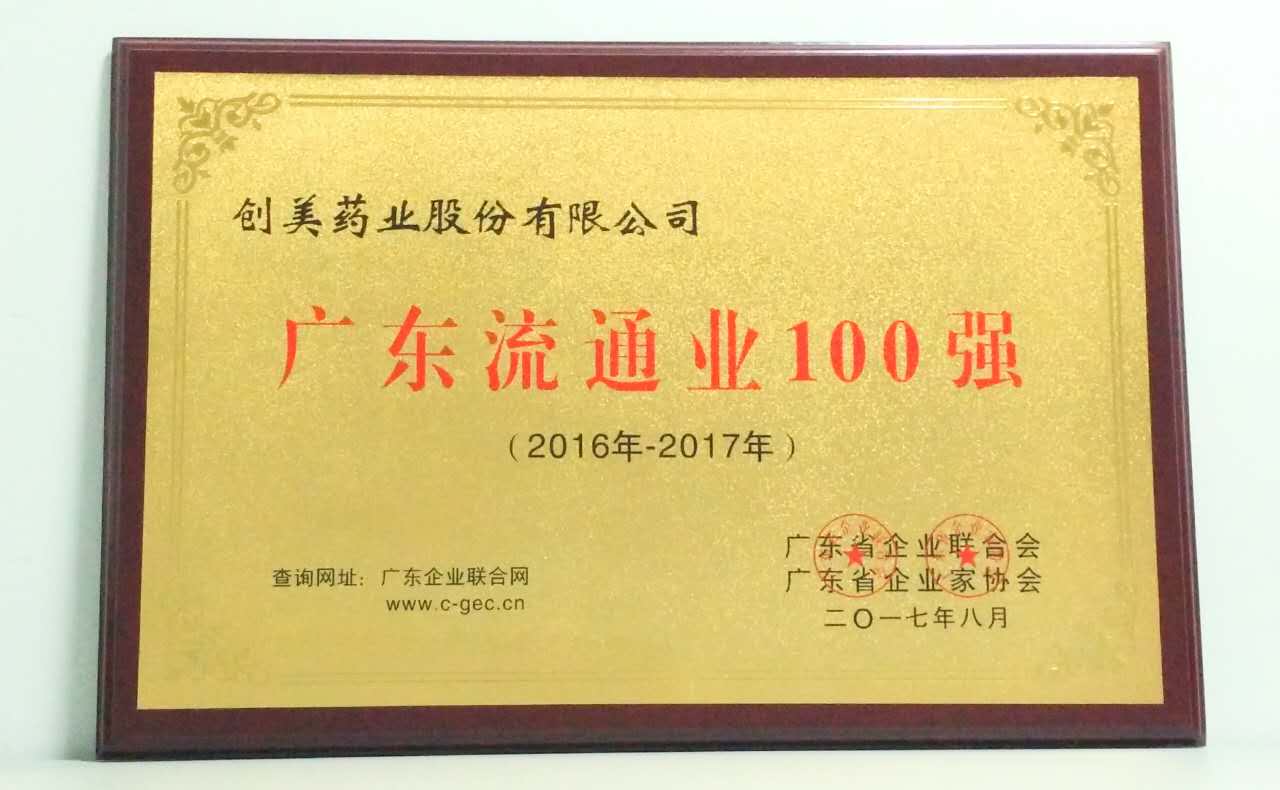 创美药业股份有限公司
广东流通业100强
（2016年-2017年）
查询网址：广东企业联合网
www.c-gec.cn
广东省企业联合会
广东省企业家协会
二〇一七年八月